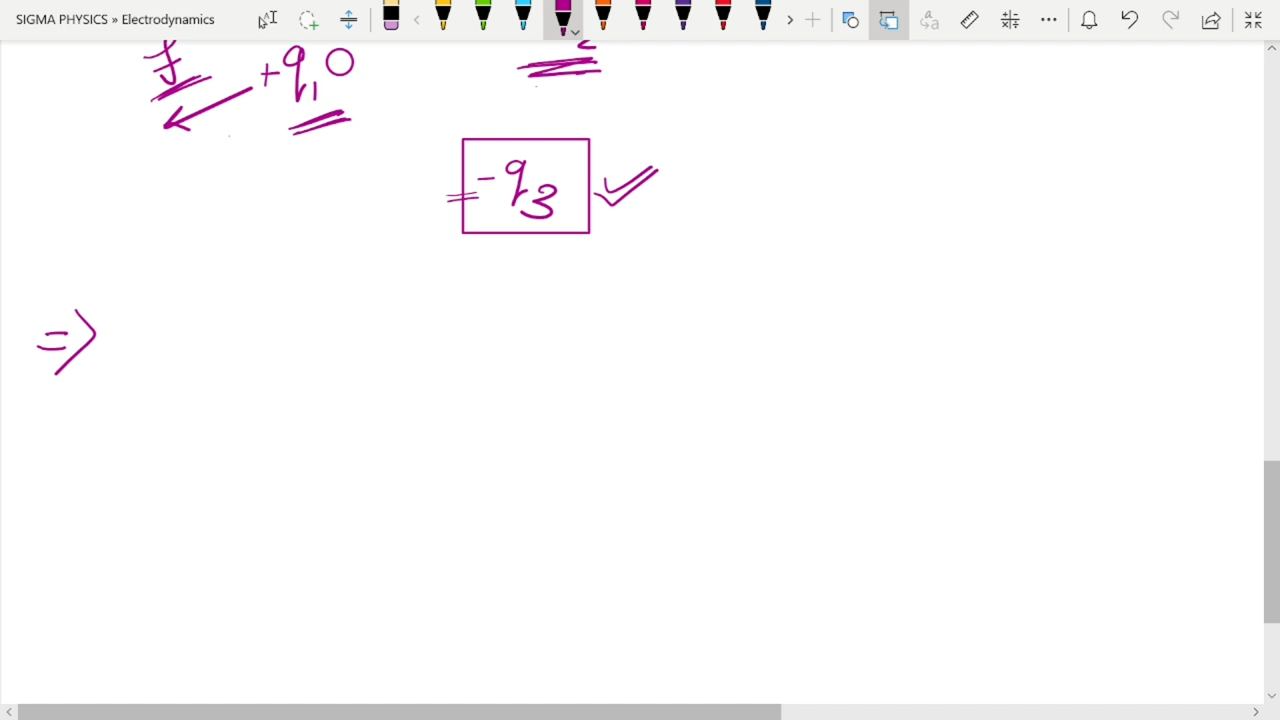 SIGMA PHYSICS » Electrodynamics
+q1
= -q3
=>